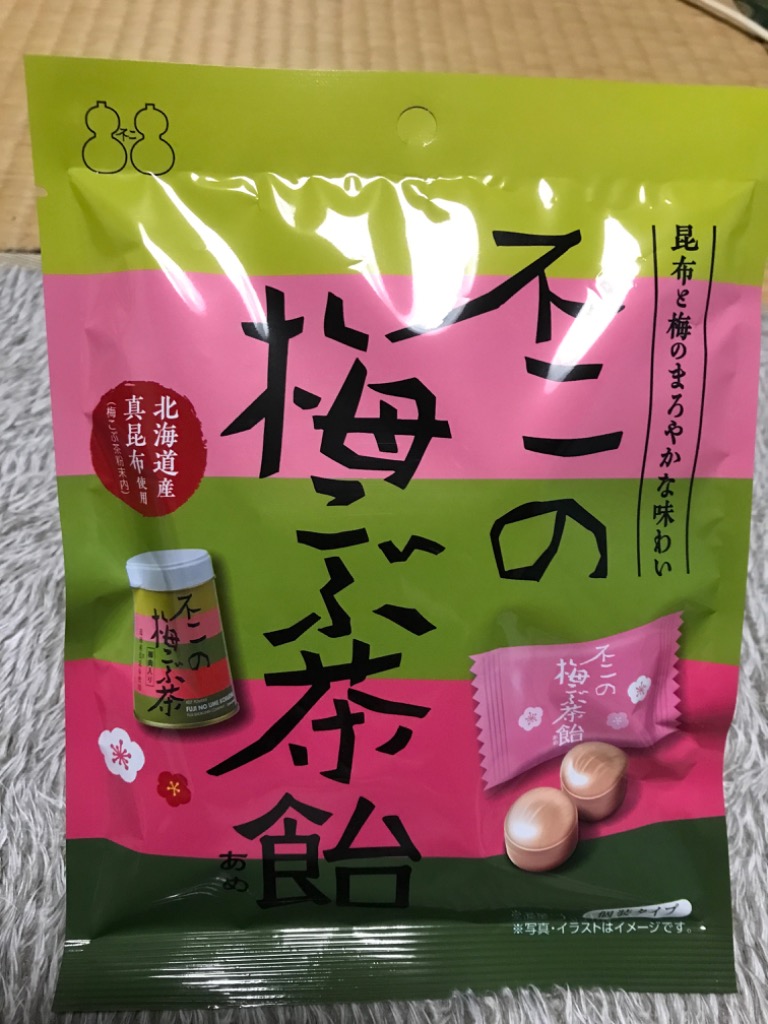 不二
昆布と梅のまろやかな味わい
不二の
梅こぶ茶飴
あめ
北海道産
真昆布使用
(梅こぶ茶粉末内)
不二の
梅こぶ茶
FUJI NO UME KOBUCHA
不二の
梅こぶ茶飴
個装タイプ
※写真・イラストはイメージです。